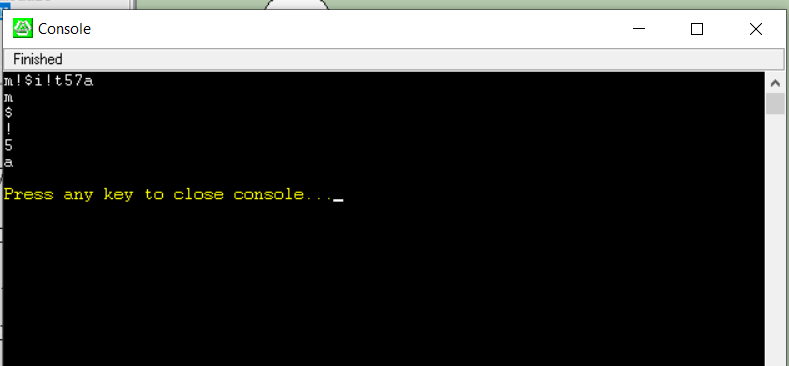 Console
Finished
m!$i!t57a
m
$
!
5
a
Press any key to close console..._